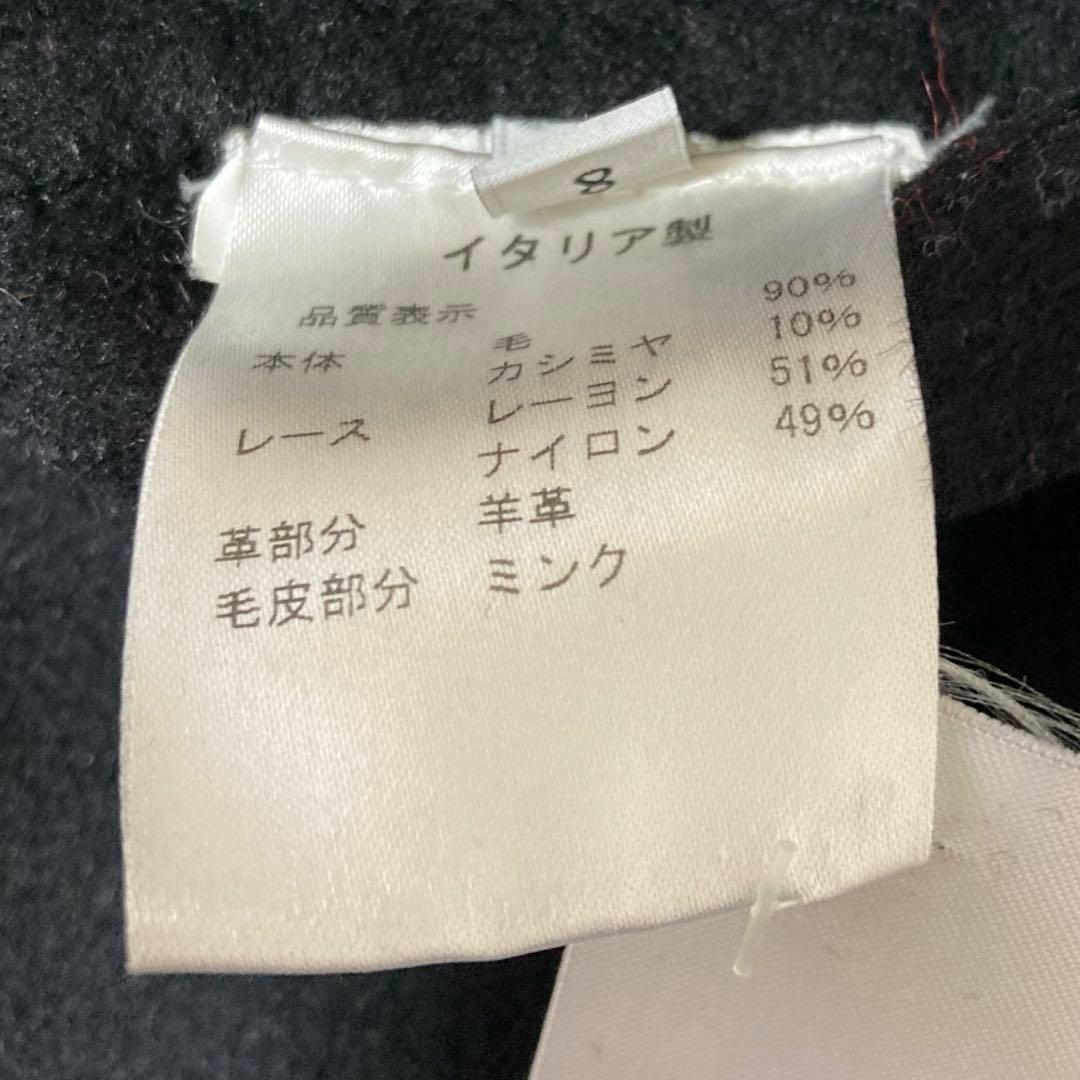 8
イタリア製
品質表示
本体 毛 90%
カシミヤ 10%
レース レーヨン 51%
ナイロン 49%
革部分 羊革
毛皮部分 ミンク